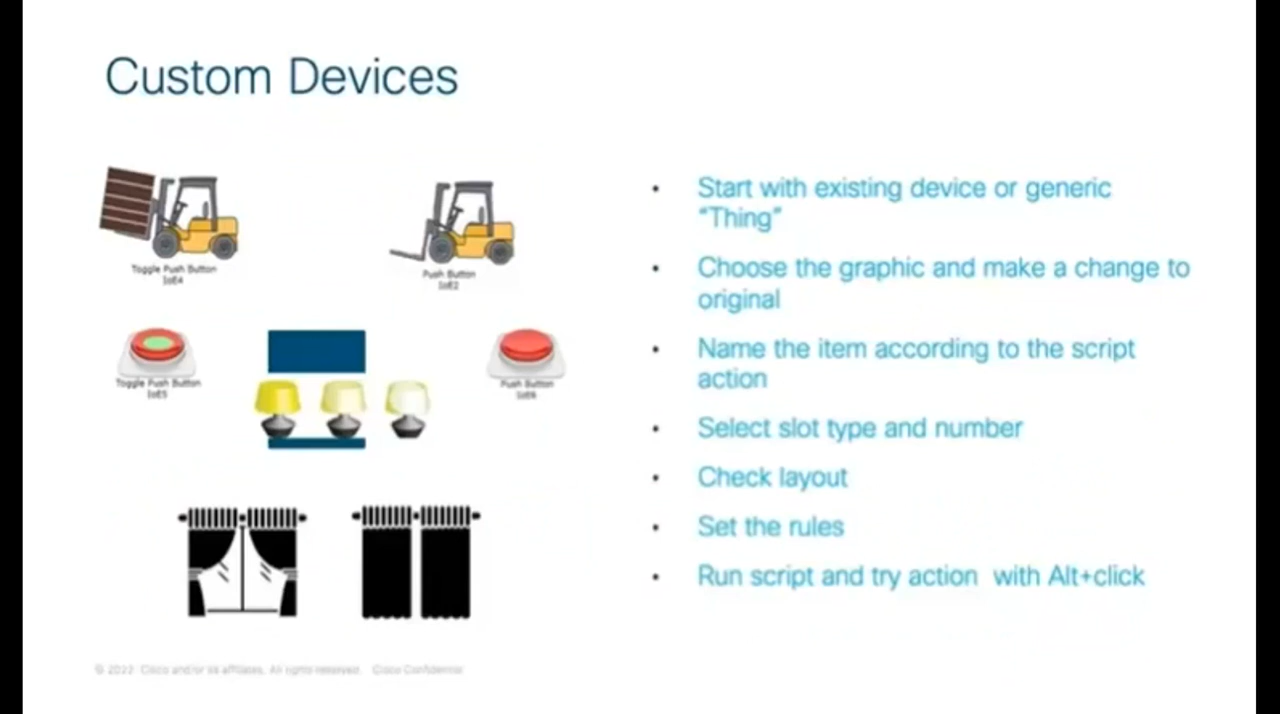 Custom Devices
Toggle Push Button
IoE4
Push Button
IoE2
Toggle Push Button
IoE5
Push Button
Start with existing device or generic
“Thing”
Choose the graphic and make a change to
original
Name the item according to the script
action
Select slot type and number
Check layout
Set the rules
Run script and try action with Alt+click
© 2022 Cisco and/or its affiliates. All rights reserved. Cisco Confidential